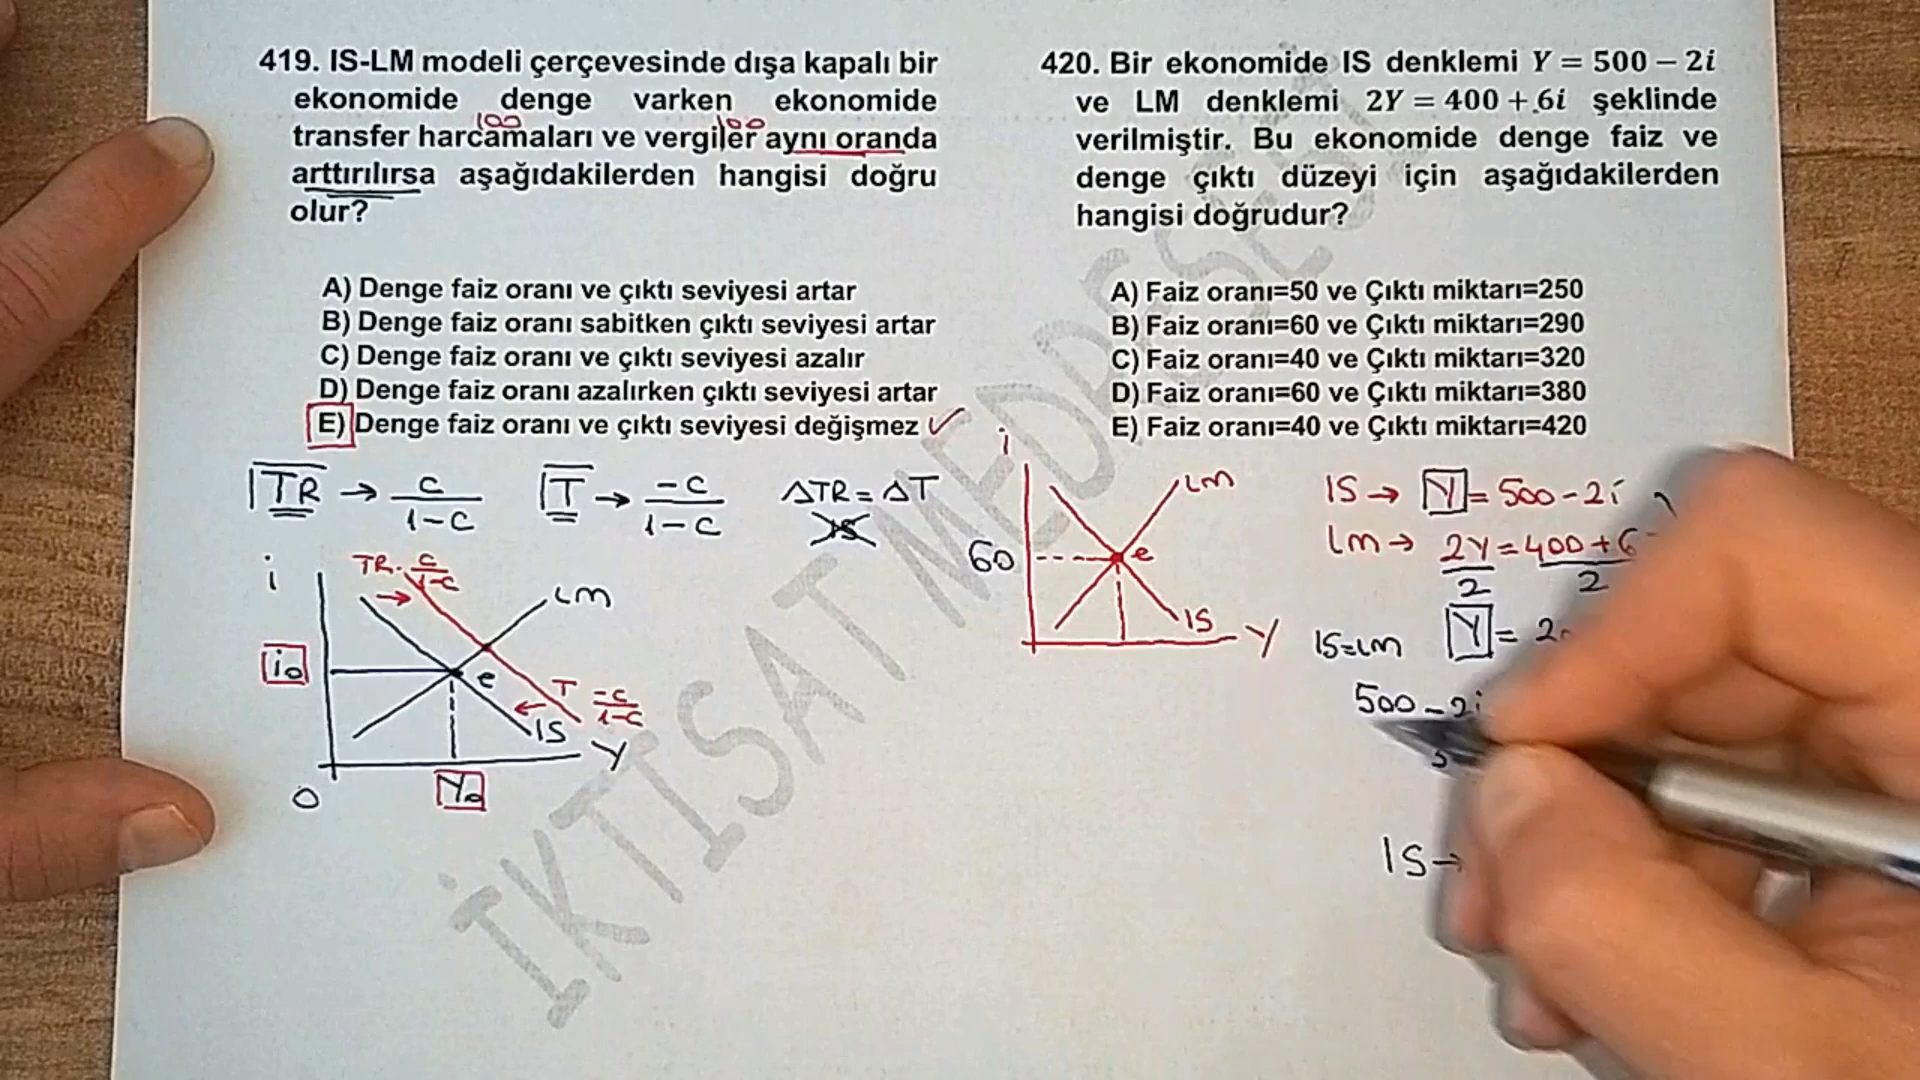 419. IS-LM modeli çerçevesinde dışa kapalı bir
ekonomide denge varken ekonomide
100 100
transfer harcamaları ve vergiler aynı oranda
arttırılırsa aşağıdakilerden hangisi doğru
olur?
A) Denge faiz oranı ve çıktı seviyesi artar
B) Denge faiz oranı sabitken çıktı seviyesi artar
C) Denge faiz oranı ve çıktı seviyesi azalır
D) Denge faiz oranı azalırken çıktı seviyesi artar
E) Denge faiz oranı ve çıktı seviyesi değişmez
TR → c/1-c T → -c/1-c ΔTR = ΔT
IS
i
TR. c/1-c
LM
i₀
e
T -c/1-c
IS
Y
0
Y₀
420. Bir ekonomide IS denklemi Y = 500 − 2i
ve LM denklemi 2Y = 400 + 6i şeklinde
verilmiştir. Bu ekonomide denge faiz ve
denge çıktı düzeyi için aşağıdakilerden
hangisi doğrudur?
A) Faiz oranı=50 ve Çıktı miktarı=250
B) Faiz oranı=60 ve Çıktı miktarı=290
C) Faiz oranı=40 ve Çıktı miktarı=320
D) Faiz oranı=60 ve Çıktı miktarı=380
E) Faiz oranı=40 ve Çıktı miktarı=420
i
LM
60
e
IS
Y
IS → Y = 500 - 2i
LM → 2Y = 400 + 6
2 2
IS=LM Y =
500 - 2i
IS →
İKTİSAT MEDRESESİ